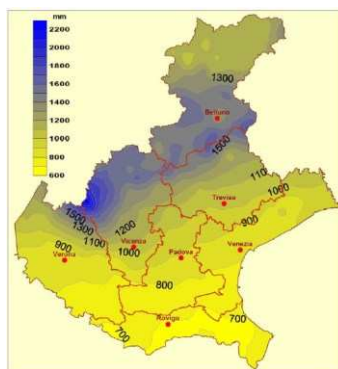 mm
2200
2000
1800
1600
1400
1200
1000
800
600
1300
Belluno
1500
110
1000
Treviso
900
1500
1300
1100
1200
Vicenza
1000
Padova
Venezia
900
Verona
800
700
Rovigo
700